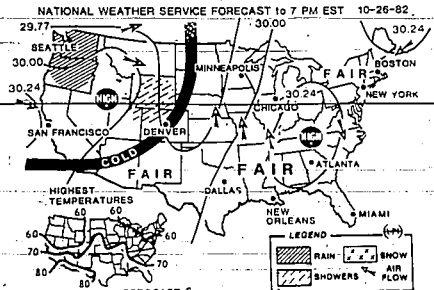 NATIONAL WEATHER SERVICE FORECAST to 7 PM EST 10-26-82
29.77
30.00
30.24
SEATTLE
MINNEAPOLIS
FAIR
BOSTON
30.00
NEW YORK
30.24
HIGH
CHICAGO
30.24
SAN FRANCISCO
DENVER
HIGH
COLD
FAIR
FAIR
ATLANTA
HIGHEST
TEMPERATURES
DALLAS
60
60
60
NEW
ORLEANS
MIAMI
70
70
80
80
LEGEND
RAIN
SNOW
SHOWERS
AIR
FLOW